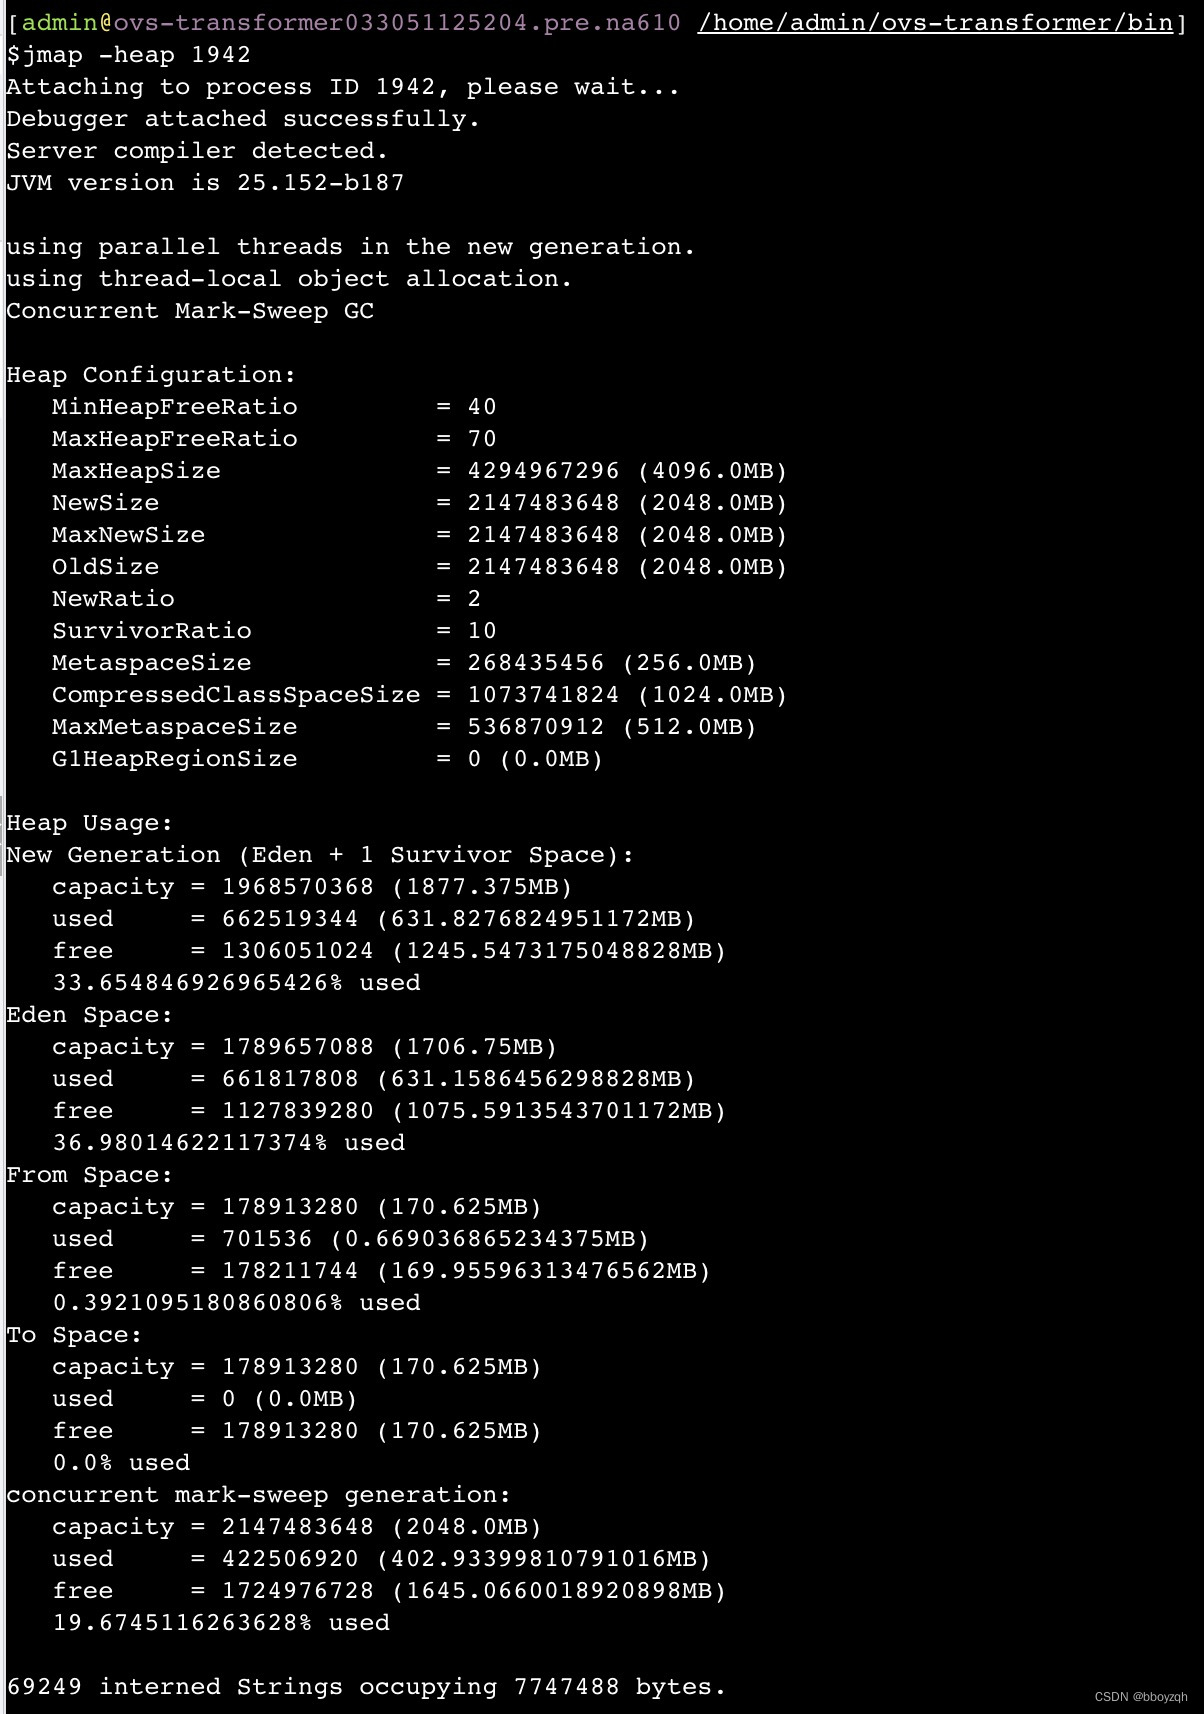 [admin@ovs-transformer033051125204.pre.na610 /home/admin/ovs-transformer/bin]
$jmap -heap 1942
Attaching to process ID 1942, please wait...
Debugger attached successfully.
Server compiler detected.
JVM version is 25.152-b187
using parallel threads in the new generation.
using thread-local object allocation.
Concurrent Mark-Sweep GC
Heap Configuration:
MinHeapFreeRatio = 40
MaxHeapFreeRatio = 70
MaxHeapSize = 4294967296 (4096.0MB)
NewSize = 2147483648 (2048.0MB)
MaxNewSize = 2147483648 (2048.0MB)
OldSize = 2147483648 (2048.0MB)
NewRatio = 2
SurvivorRatio = 10
MetaspaceSize = 268435456 (256.0MB)
CompressedClassSpaceSize = 1073741824 (1024.0MB)
MaxMetaspaceSize = 536870912 (512.0MB)
G1HeapRegionSize = 0 (0.0MB)
Heap Usage:
New Generation (Eden + 1 Survivor Space):
capacity = 1968570368 (1877.375MB)
used = 662519344 (631.8276824951172MB)
free = 1306051024 (1245.5473175048828MB)
33.654846926965426% used
Eden Space:
capacity = 1789657088 (1706.75MB)
used = 661817808 (631.1586456298828MB)
free = 1127839280 (1075.5913543701172MB)
36.98014622117374% used
From Space:
capacity = 178913280 (170.625MB)
used = 701536 (0.669036865234375MB)
free = 178211744 (169.95596313476562MB)
0.3921095180860806% used
To Space:
capacity = 178913280 (170.625MB)
used = 0 (0.0MB)
free = 178913280 (170.625MB)
0.0% used
concurrent mark-sweep generation:
capacity = 2147483648 (2048.0MB)
used = 422506920 (402.93399810791016MB)
free = 1724976728 (1645.0660018920898MB)
19.6745116263628% used
69249 interned Strings occupying 7747488 bytes.
CSDN @bboyzqh